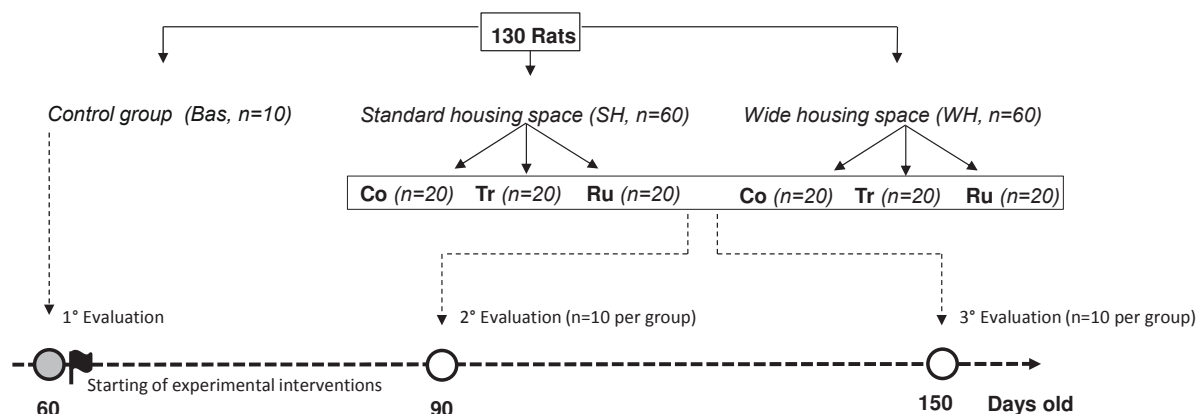 130 Rats
Control group (Bas, n=10) Standard housing space (SH, n=60) Wide housing space (WH, n=60)
Co (n=20) Tr (n=20) Ru (n=20) Co (n=20) Tr (n=20) Ru (n=20)
1° Evaluation 2° Evaluation (n=10 per group) 3° Evaluation (n=10 per group)
Starting of experimental interventions
60 90 150 Days old